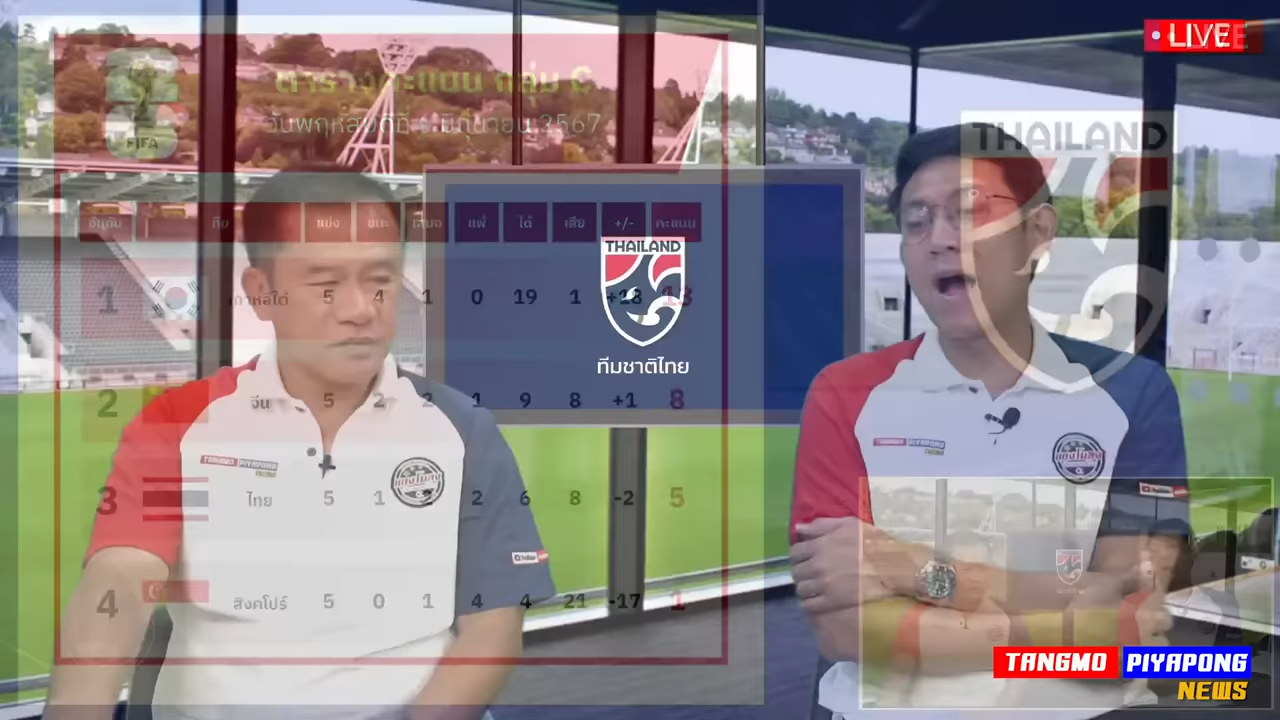 LIVE
ตารางคะแนน กลุ่ม C
FIFA
THAILAND
อันดับ ทีม แข่ง ชนะ เสมอ แพ้ ได้ เสีย +/- คะแนน
THAILAND
ทีมชาติไทย
1 เกาหลีใต้ 5 4 1 0 19 1 +18 13
2 จีน 5 2 2 1 9 8 +1 8
3 ไทย 5 1 2 6 8 -2 5
4 สิงคโปร์ 5 0 1 4 4 21 -17 1
TANGMO PIYAPONG
NEWS
TANGMO PIYAPONG
NEWS